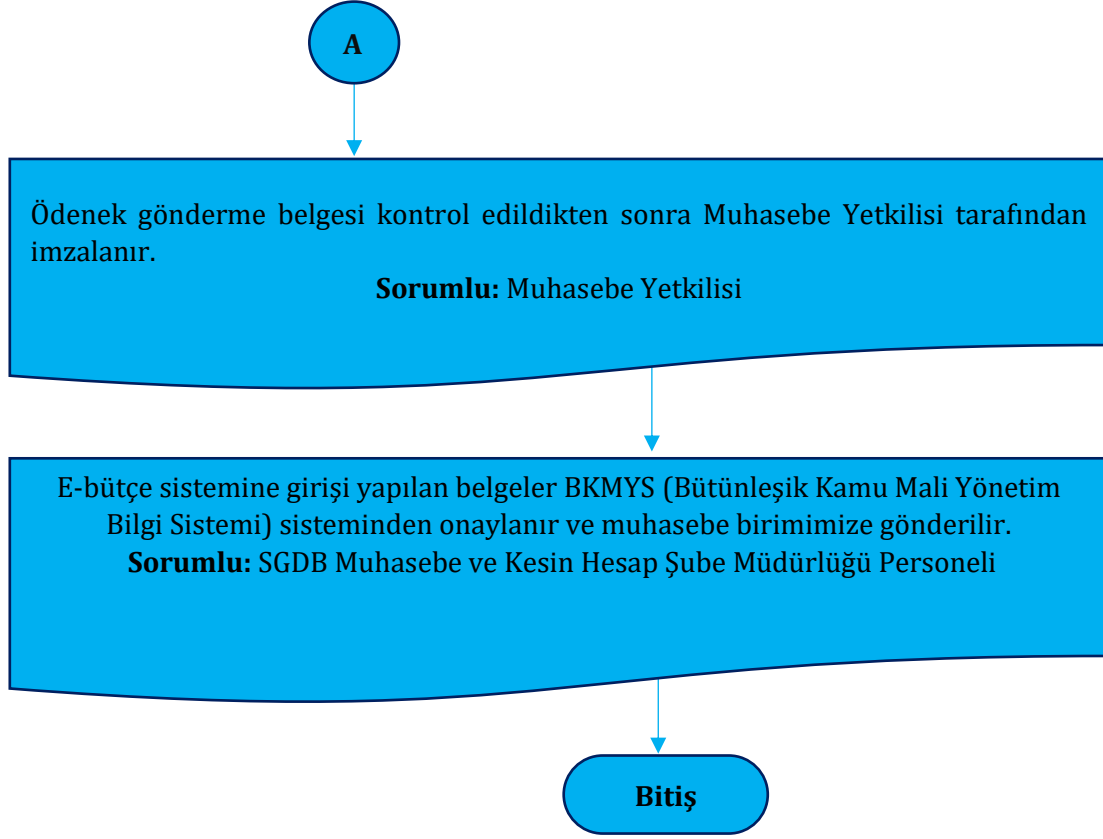 A
Ödenek gönderme belgesi kontrol edildikten sonra Muhasebe Yetkilisi tarafından
imzalanır.
Sorumlu: Muhasebe Yetkilisi
E-bütçe sistemine girişi yapılan belgeler BKMYS (Bütünleşik Kamu Mali Yönetim
Bilgi Sistemi) sisteminden onaylanır ve muhasebe birimimize gönderilir.
Sorumlu: SGDB Muhasebe ve Kesin Hesap Şube Müdürlüğü Personeli
Bitiş